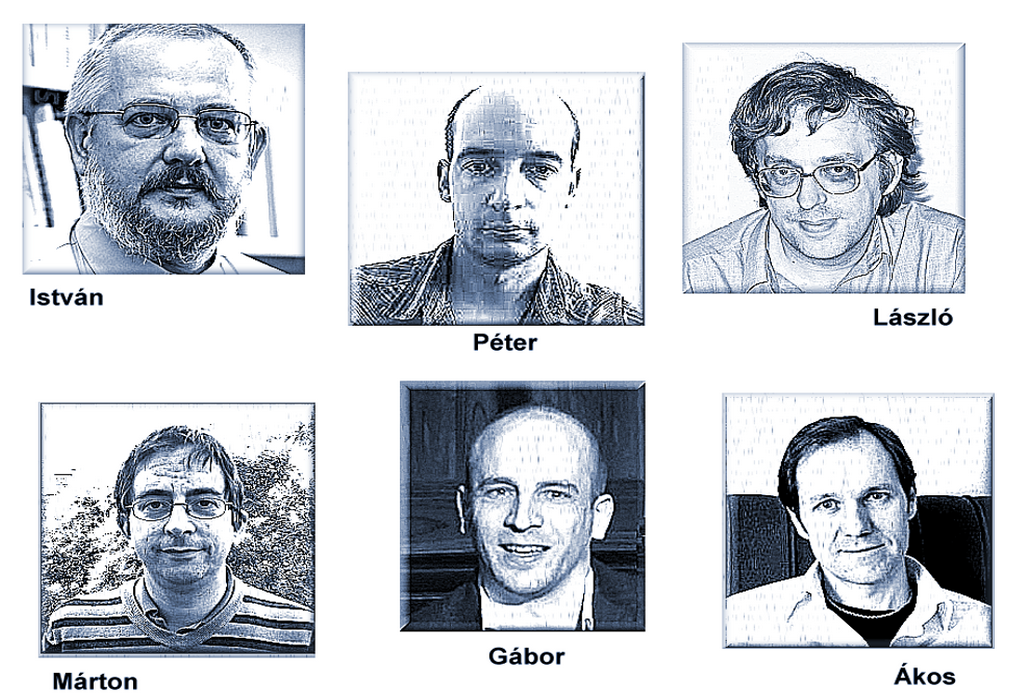 István
Péter
László
Márton
Gábor
Ákos